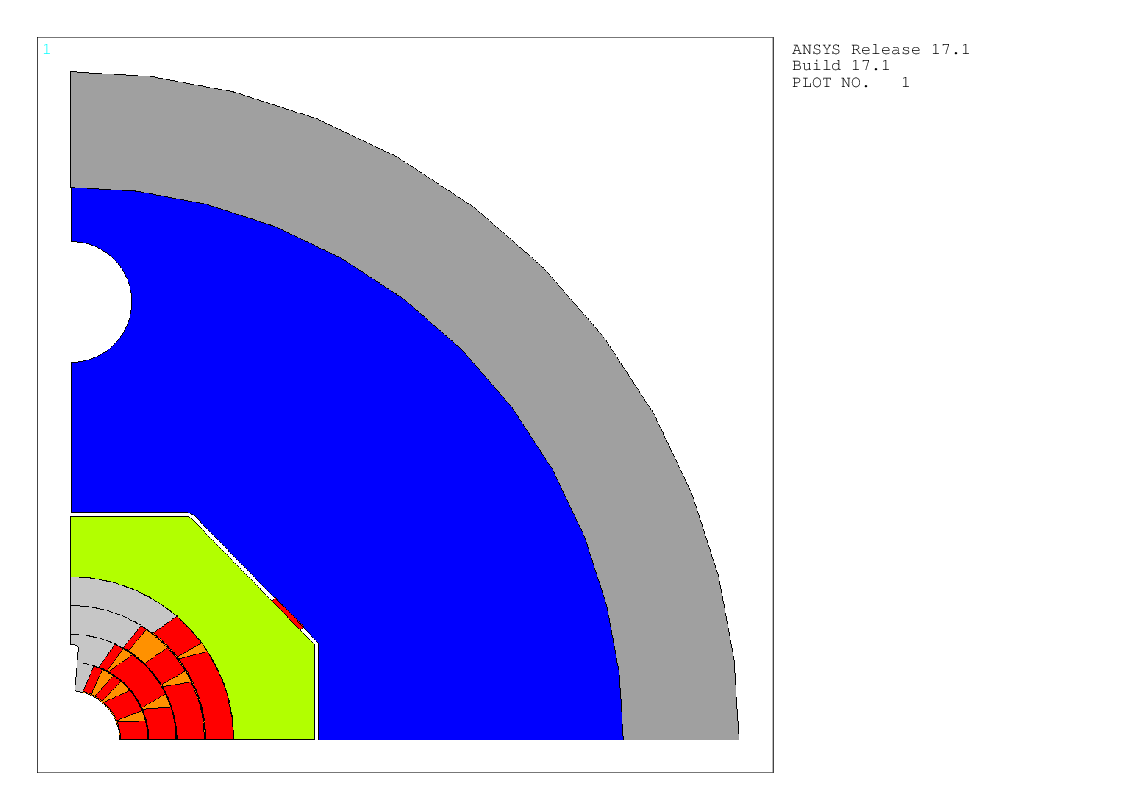 1
ANSYS Release 17.1
Build 17.1
PLOT NO.   1